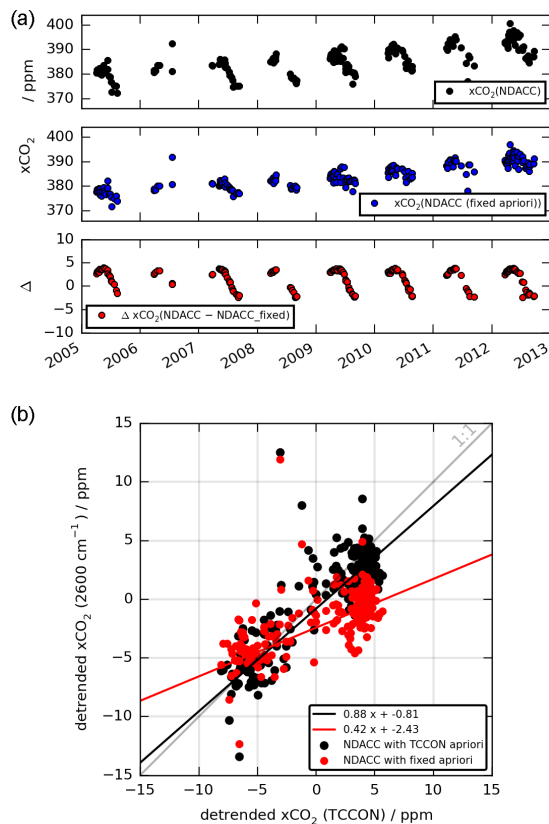 (a)
400
390
380
370
/ ppm
xCO2(NDACC)
400
390
380
370
xCO2
xCO2(NDACC (fixed apriori))
10
5
0
−5
−10
Δ
Δ xCO2(NDACC − NDACC_fixed)
2005
2006
2007
2008
2009
2010
2011
2012
2013
(b)
15
10
5
0
−5
−10
−15
detrended xCO2 (2600 cm−1) / ppm
1:1
0.88 x + -0.81
0.42 x + -2.43
NDACC with TCCON apriori
NDACC with fixed apriori
−15
−10
−5
0
5
10
15
detrended xCO2 (TCCON) / ppm